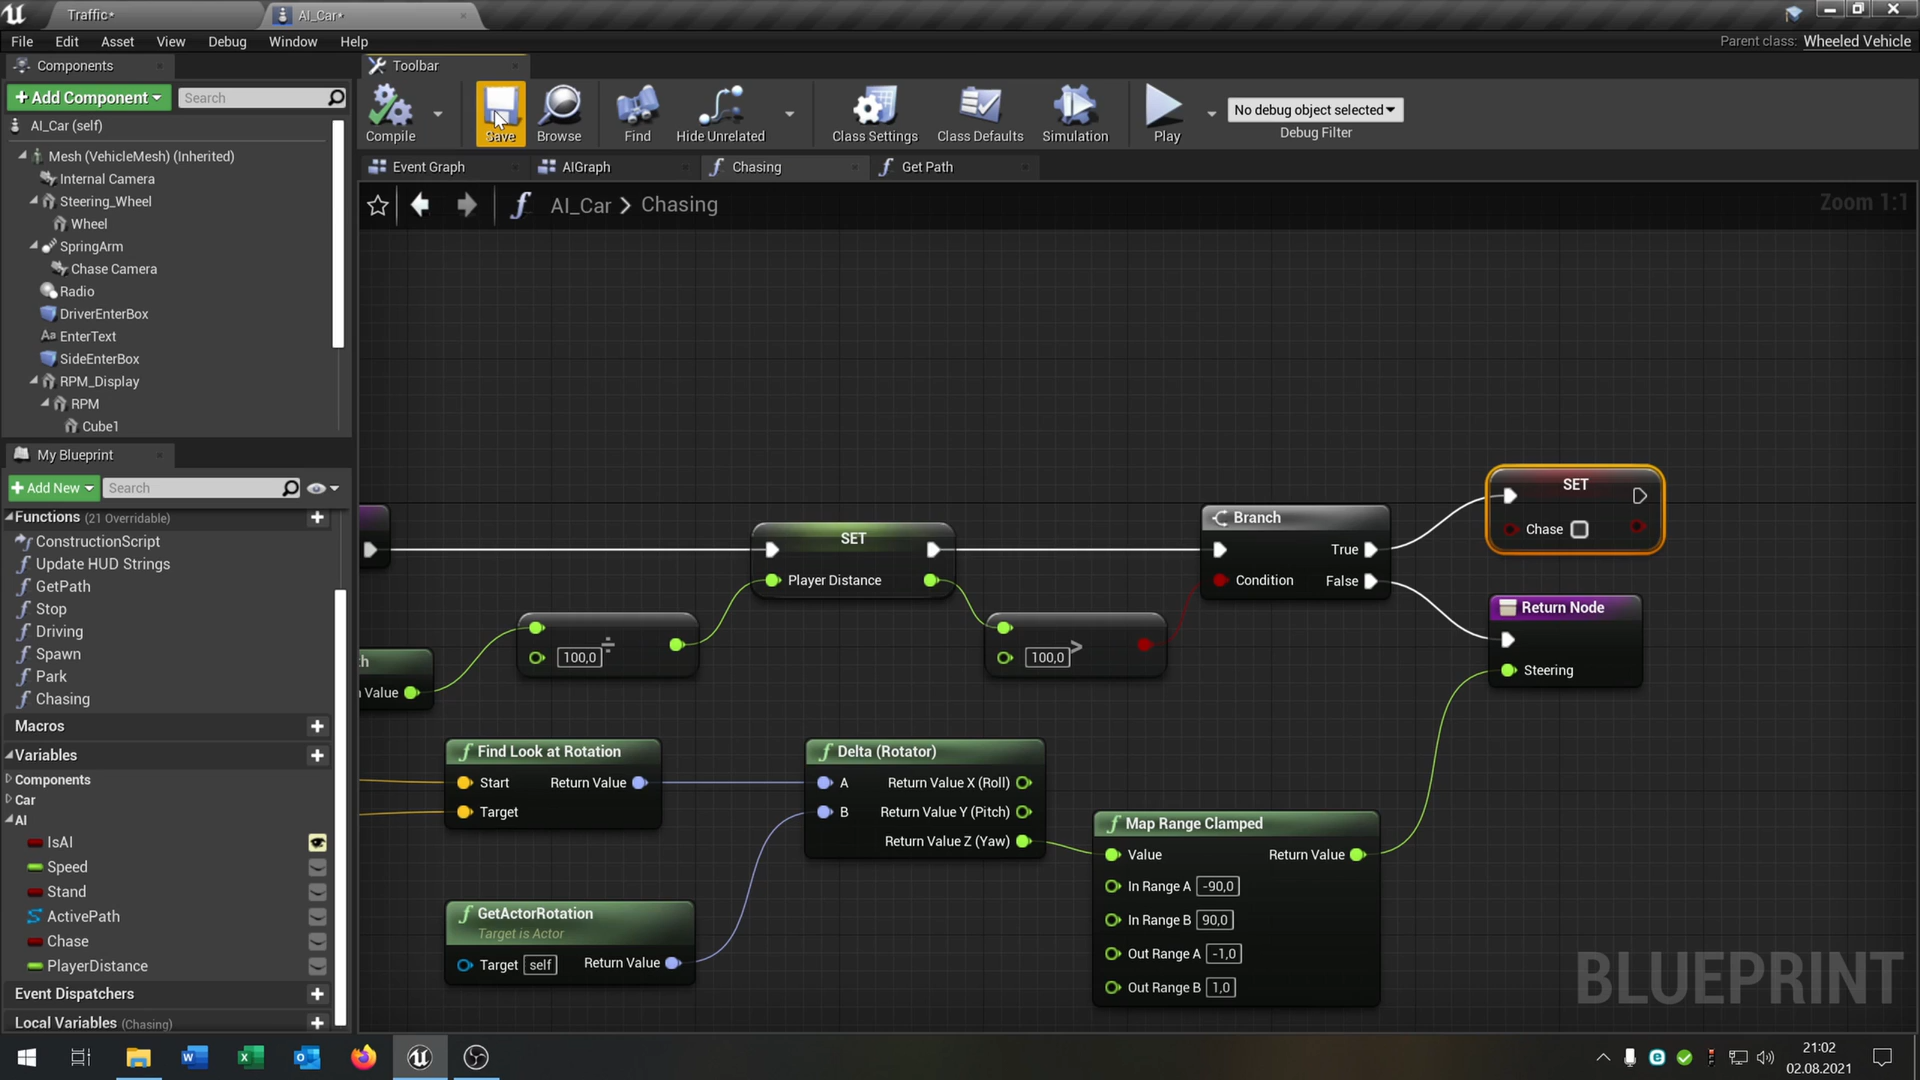 Traffic*
AI_Car*
File Edit Asset View Debug Window Help
Parent class: Wheeled Vehicle
Components
Toolbar
+ Add Component
Search
AI_Car (self)
Mesh (VehicleMesh) (Inherited)
Internal Camera
Steering_Wheel
Wheel
SpringArm
Chase Camera
Radio
DriverEnterBox
Aa EnterText
SideEnterBox
RPM_Display
RPM
Cube1
Compile
Save
Browse
Find
Hide Unrelated
Class Settings
Class Defaults
Simulation
Play
No debug object selected
Debug Filter
Event Graph
AIGraph
f Chasing
f Get Path
f AI_Car > Chasing
Zoom 1:1
My Blueprint
+ Add New
Search
Functions (21 Overridable)
ConstructionScript
f Update HUD Strings
f GetPath
f Stop
f Driving
f Spawn
f Park
f Chasing
Macros
Variables
Components
Car
AI
IsAI
Speed
Stand
ActivePath
Chase
PlayerDistance
Event Dispatchers
Local Variables (Chasing)
SET
Player Distance
Branch
True
Condition
False
SET
Chase
Return Node
Steering
100,0
÷
100,0
>
f Find Look at Rotation
Start
Return Value
Target
f Delta (Rotator)
A
Return Value X (Roll)
B
Return Value Y (Pitch)
Return Value Z (Yaw)
f GetActorRotation
Target is Actor
Target self
Return Value
f Map Range Clamped
Value
Return Value
In Range A -90,0
In Range B 90,0
Out Range A -1,0
Out Range B 1,0
BLUEPRINT
21:02
02.08.2021